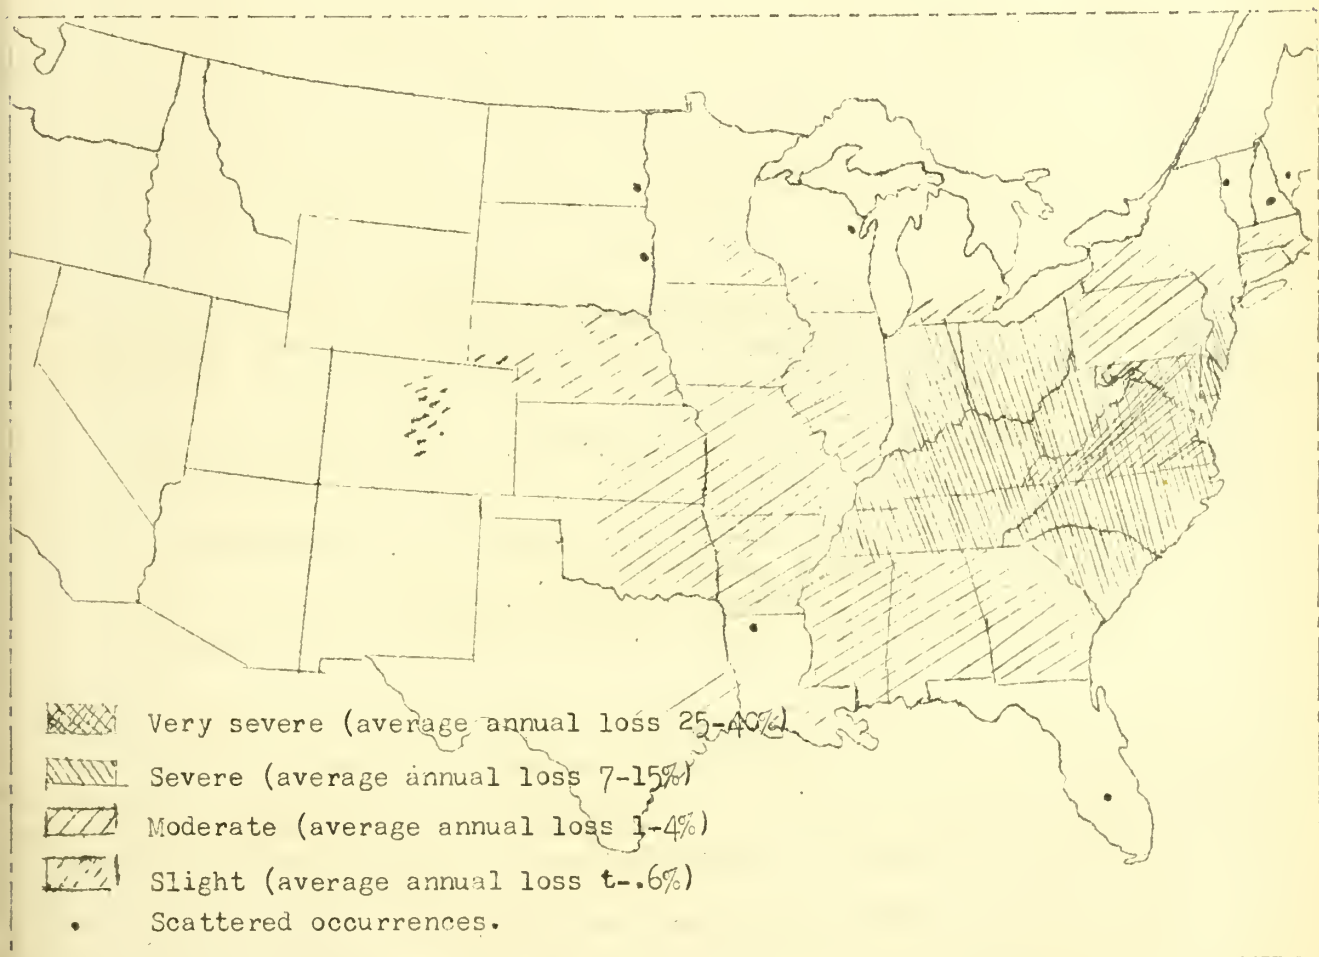 Very severe (average annual loss 25-40%)
Severe (average annual loss 7-15%)
Moderate (average annual loss 1-4%)
Slight (average annual loss t-.6%)
Scattered occurrences.